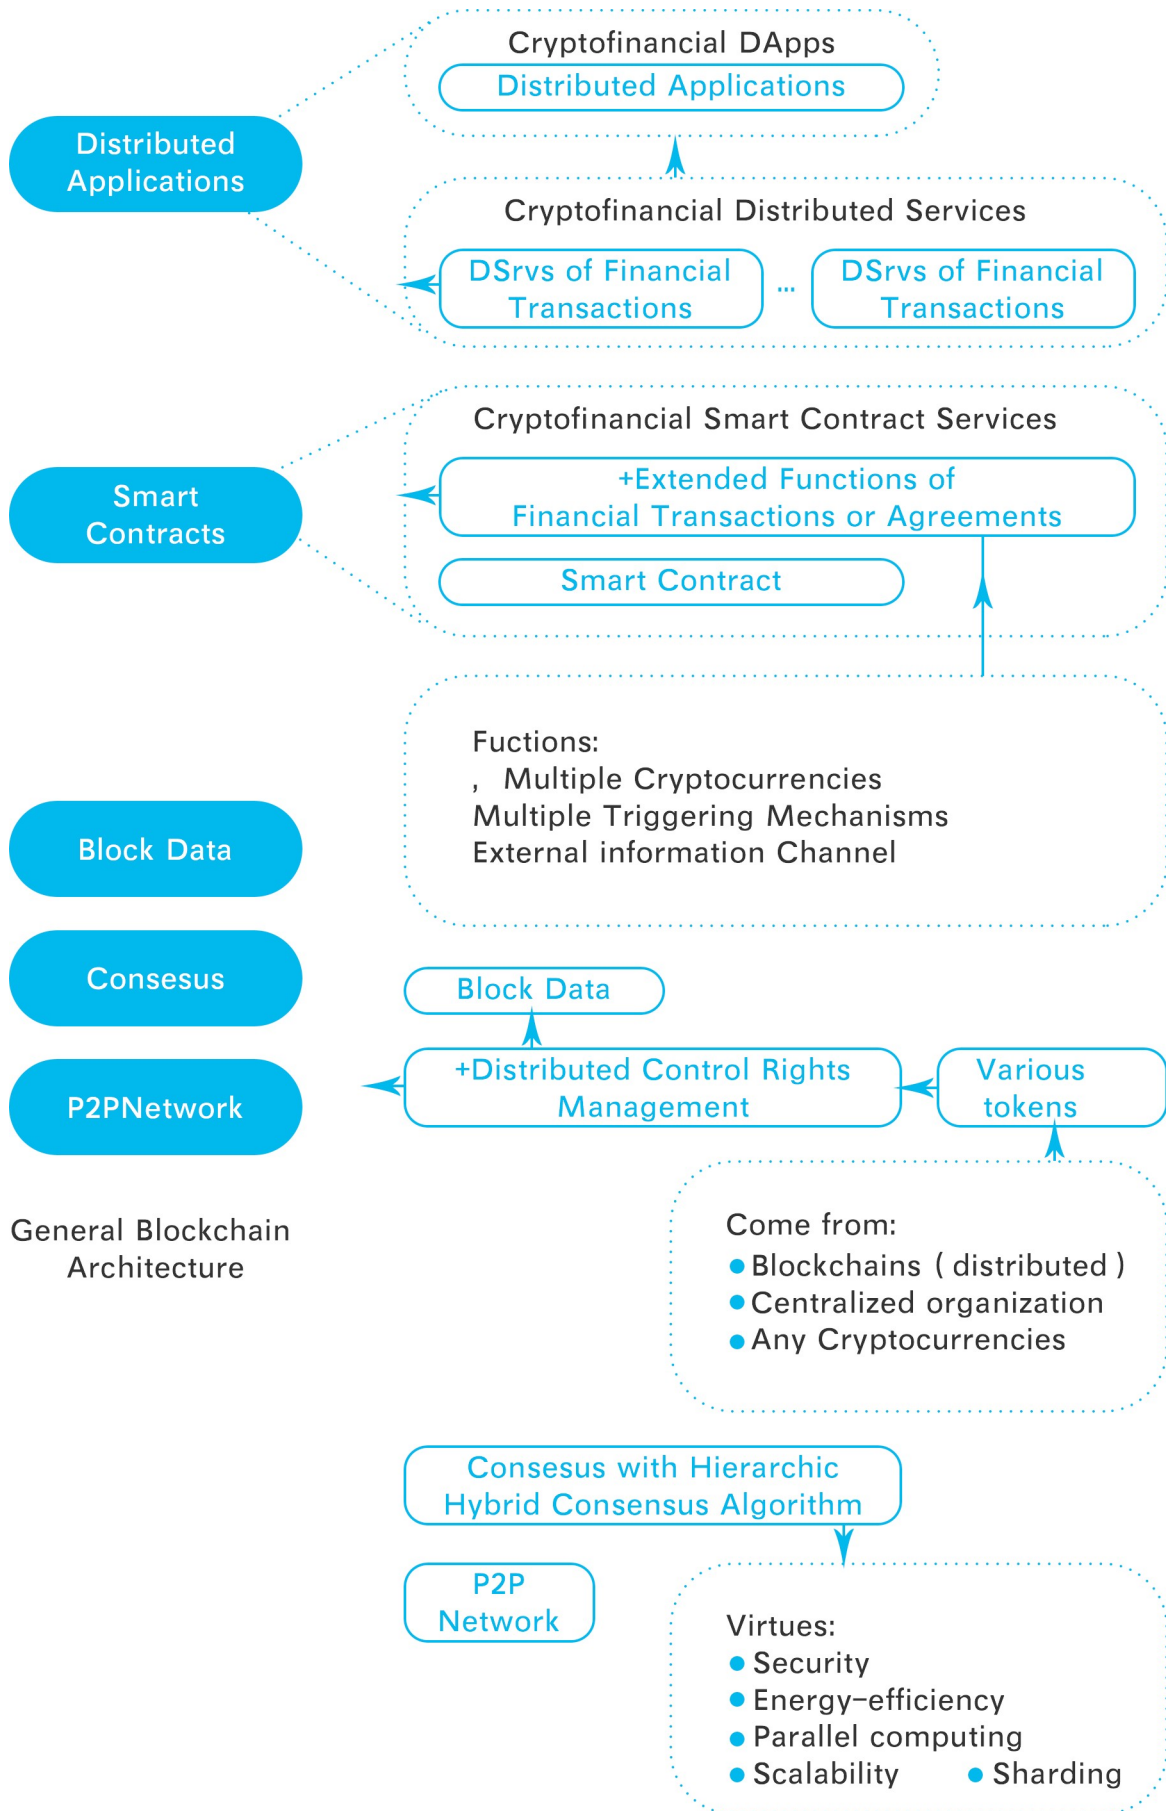 Cryptofinancial DApps
Distributed Applications
Distributed
Applications
Cryptofinancial Distributed Services
DSrvs of Financial
Transactions
...
DSrvs of Financial
Transactions
Cryptofinancial Smart Contract Services
+Extended Functions of
Financial Transactions or Agreements
Smart
Contracts
Smart Contract
Fuctions:
, Multiple Cryptocurrencies
Multiple Triggering Mechanisms
External information Channel
Block Data
Consesus
P2PNetwork
General Blockchain
Architecture
Block Data
+Distributed Control Rights
Management
Various
tokens
Come from:
● Blockchains ( distributed )
● Centralized organization
● Any Cryptocurrencies
Consesus with Hierarchic
Hybrid Consensus Algorithm
P2P
Network
Virtues:
● Security
● Energy-efficiency
● Parallel computing
● Scalability ● Sharding